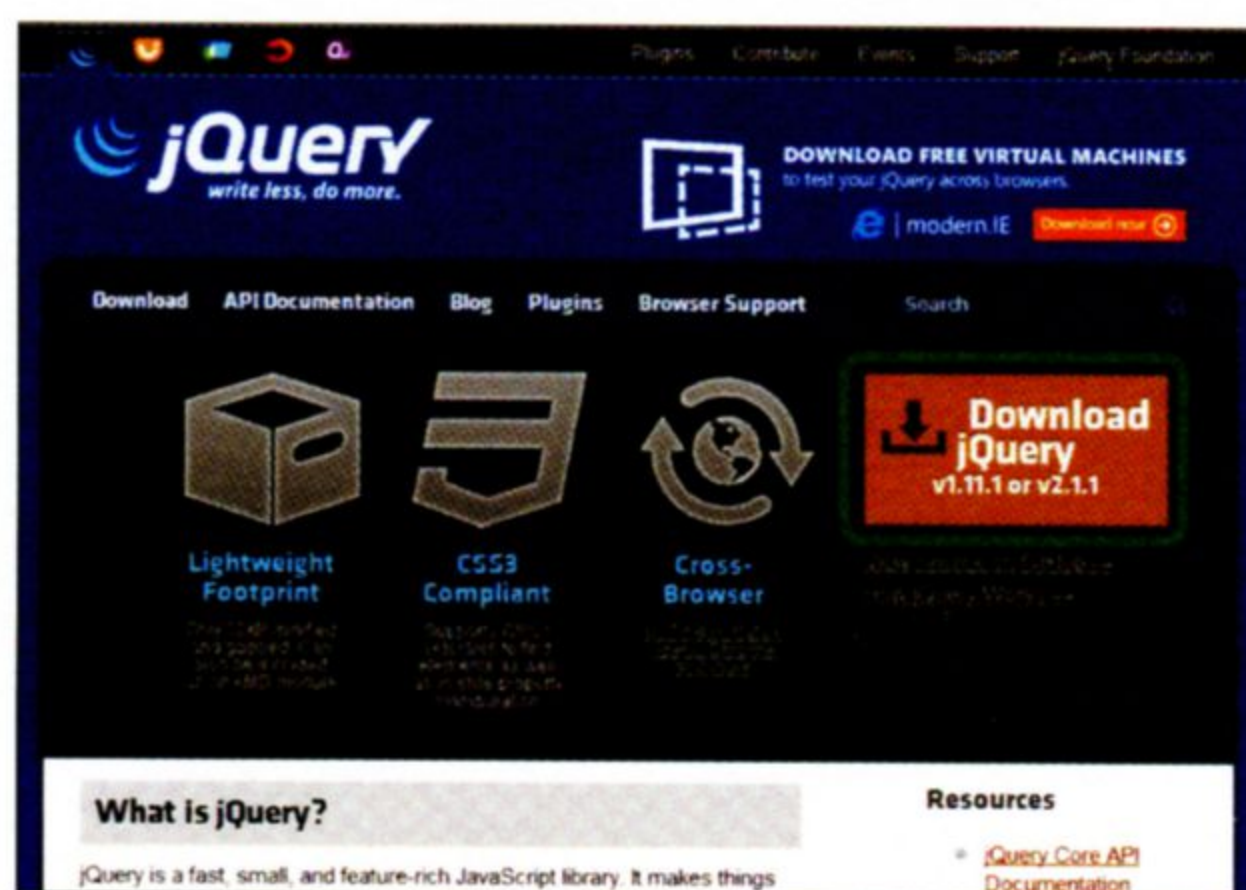 Plugins Contribute Events Support jQuery Foundation
jQuery
write less, do more.
DOWNLOAD FREE VIRTUAL MACHINES
to test your jQuery across browsers.
modern.IE Download now
Download API Documentation Blog Plugins Browser Support Search
Download
jQuery
v1.11.1 or v2.1.1
Lightweight
Footprint
CSS3
Compliant
Cross-
Browser
What is jQuery?
jQuery is a fast, small, and feature-rich JavaScript library. It makes things
Resources
jQuery Core API
Documentation